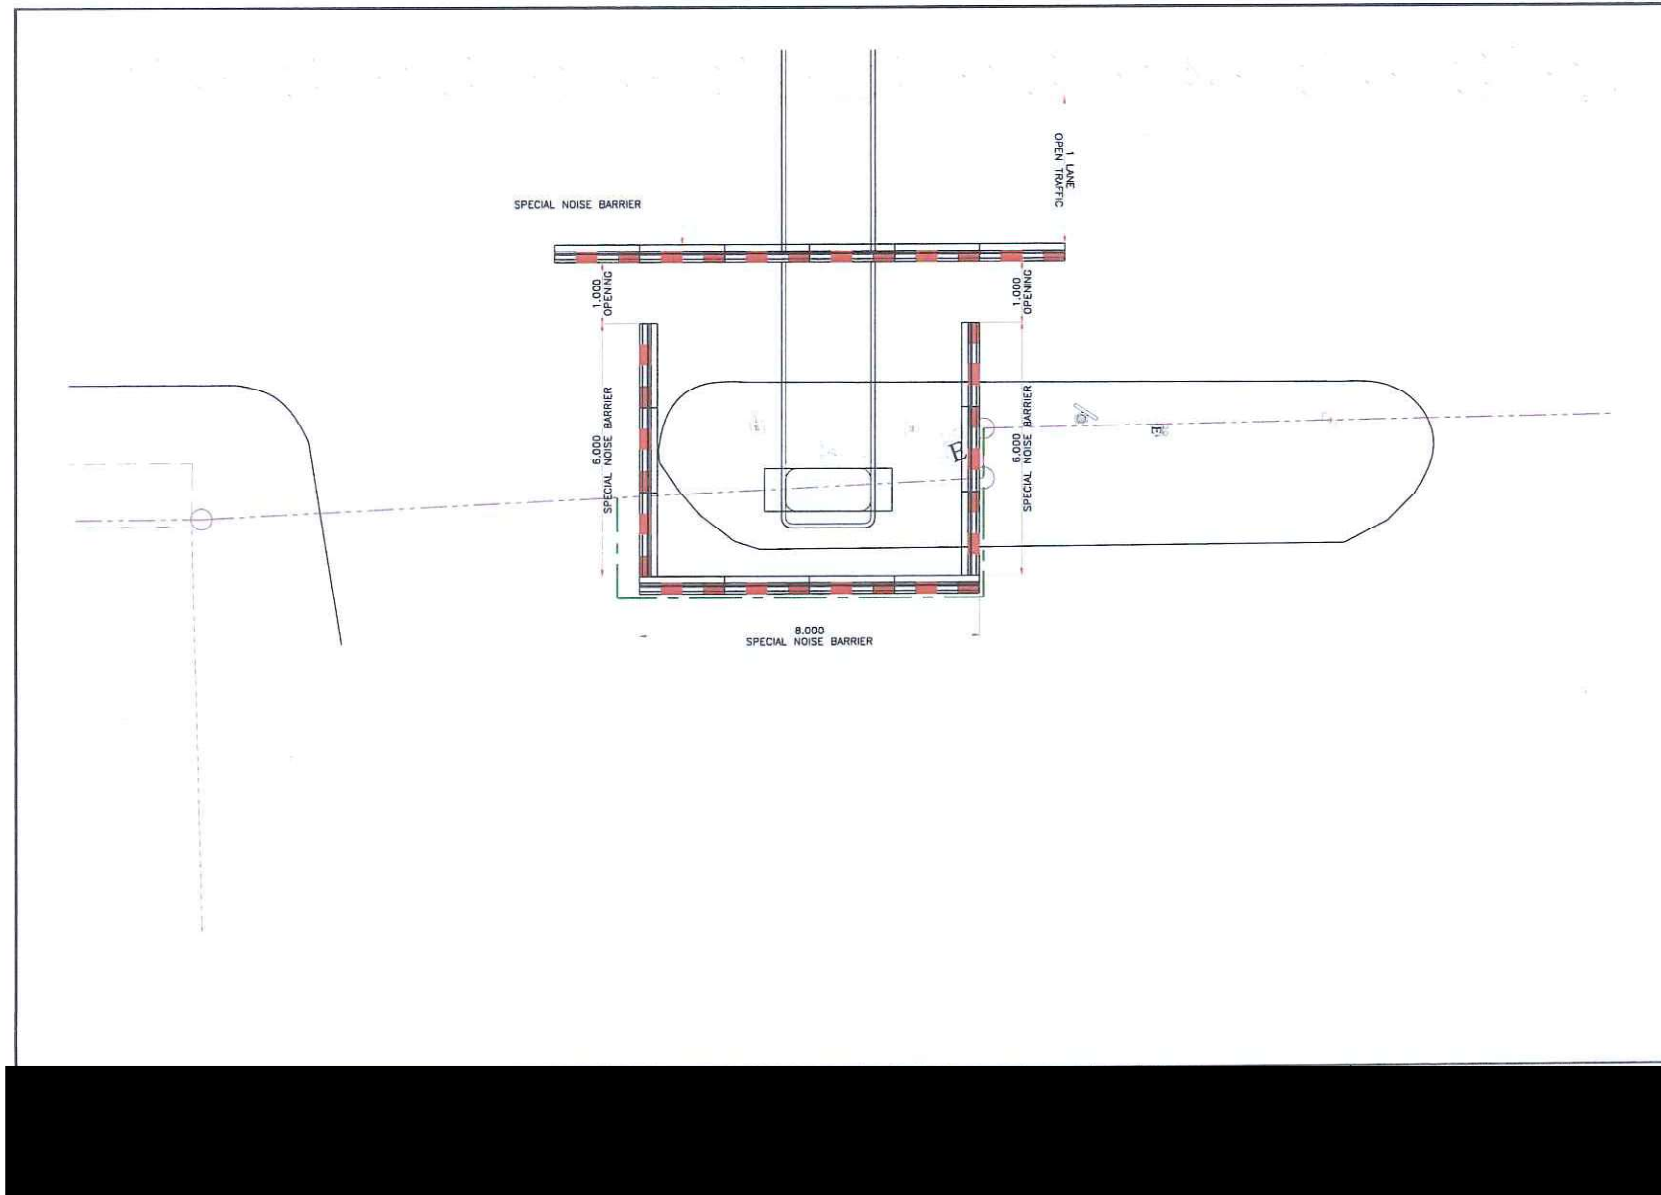 1 LANE
OPEN TRAFFIC
SPECIAL NOISE BARRIER
1.000
OPENING
1.000
OPENING
6.000
SPECIAL NOISE BARRIER
E
6.000
SPECIAL NOISE BARRIER
8.000
SPECIAL NOISE BARRIER